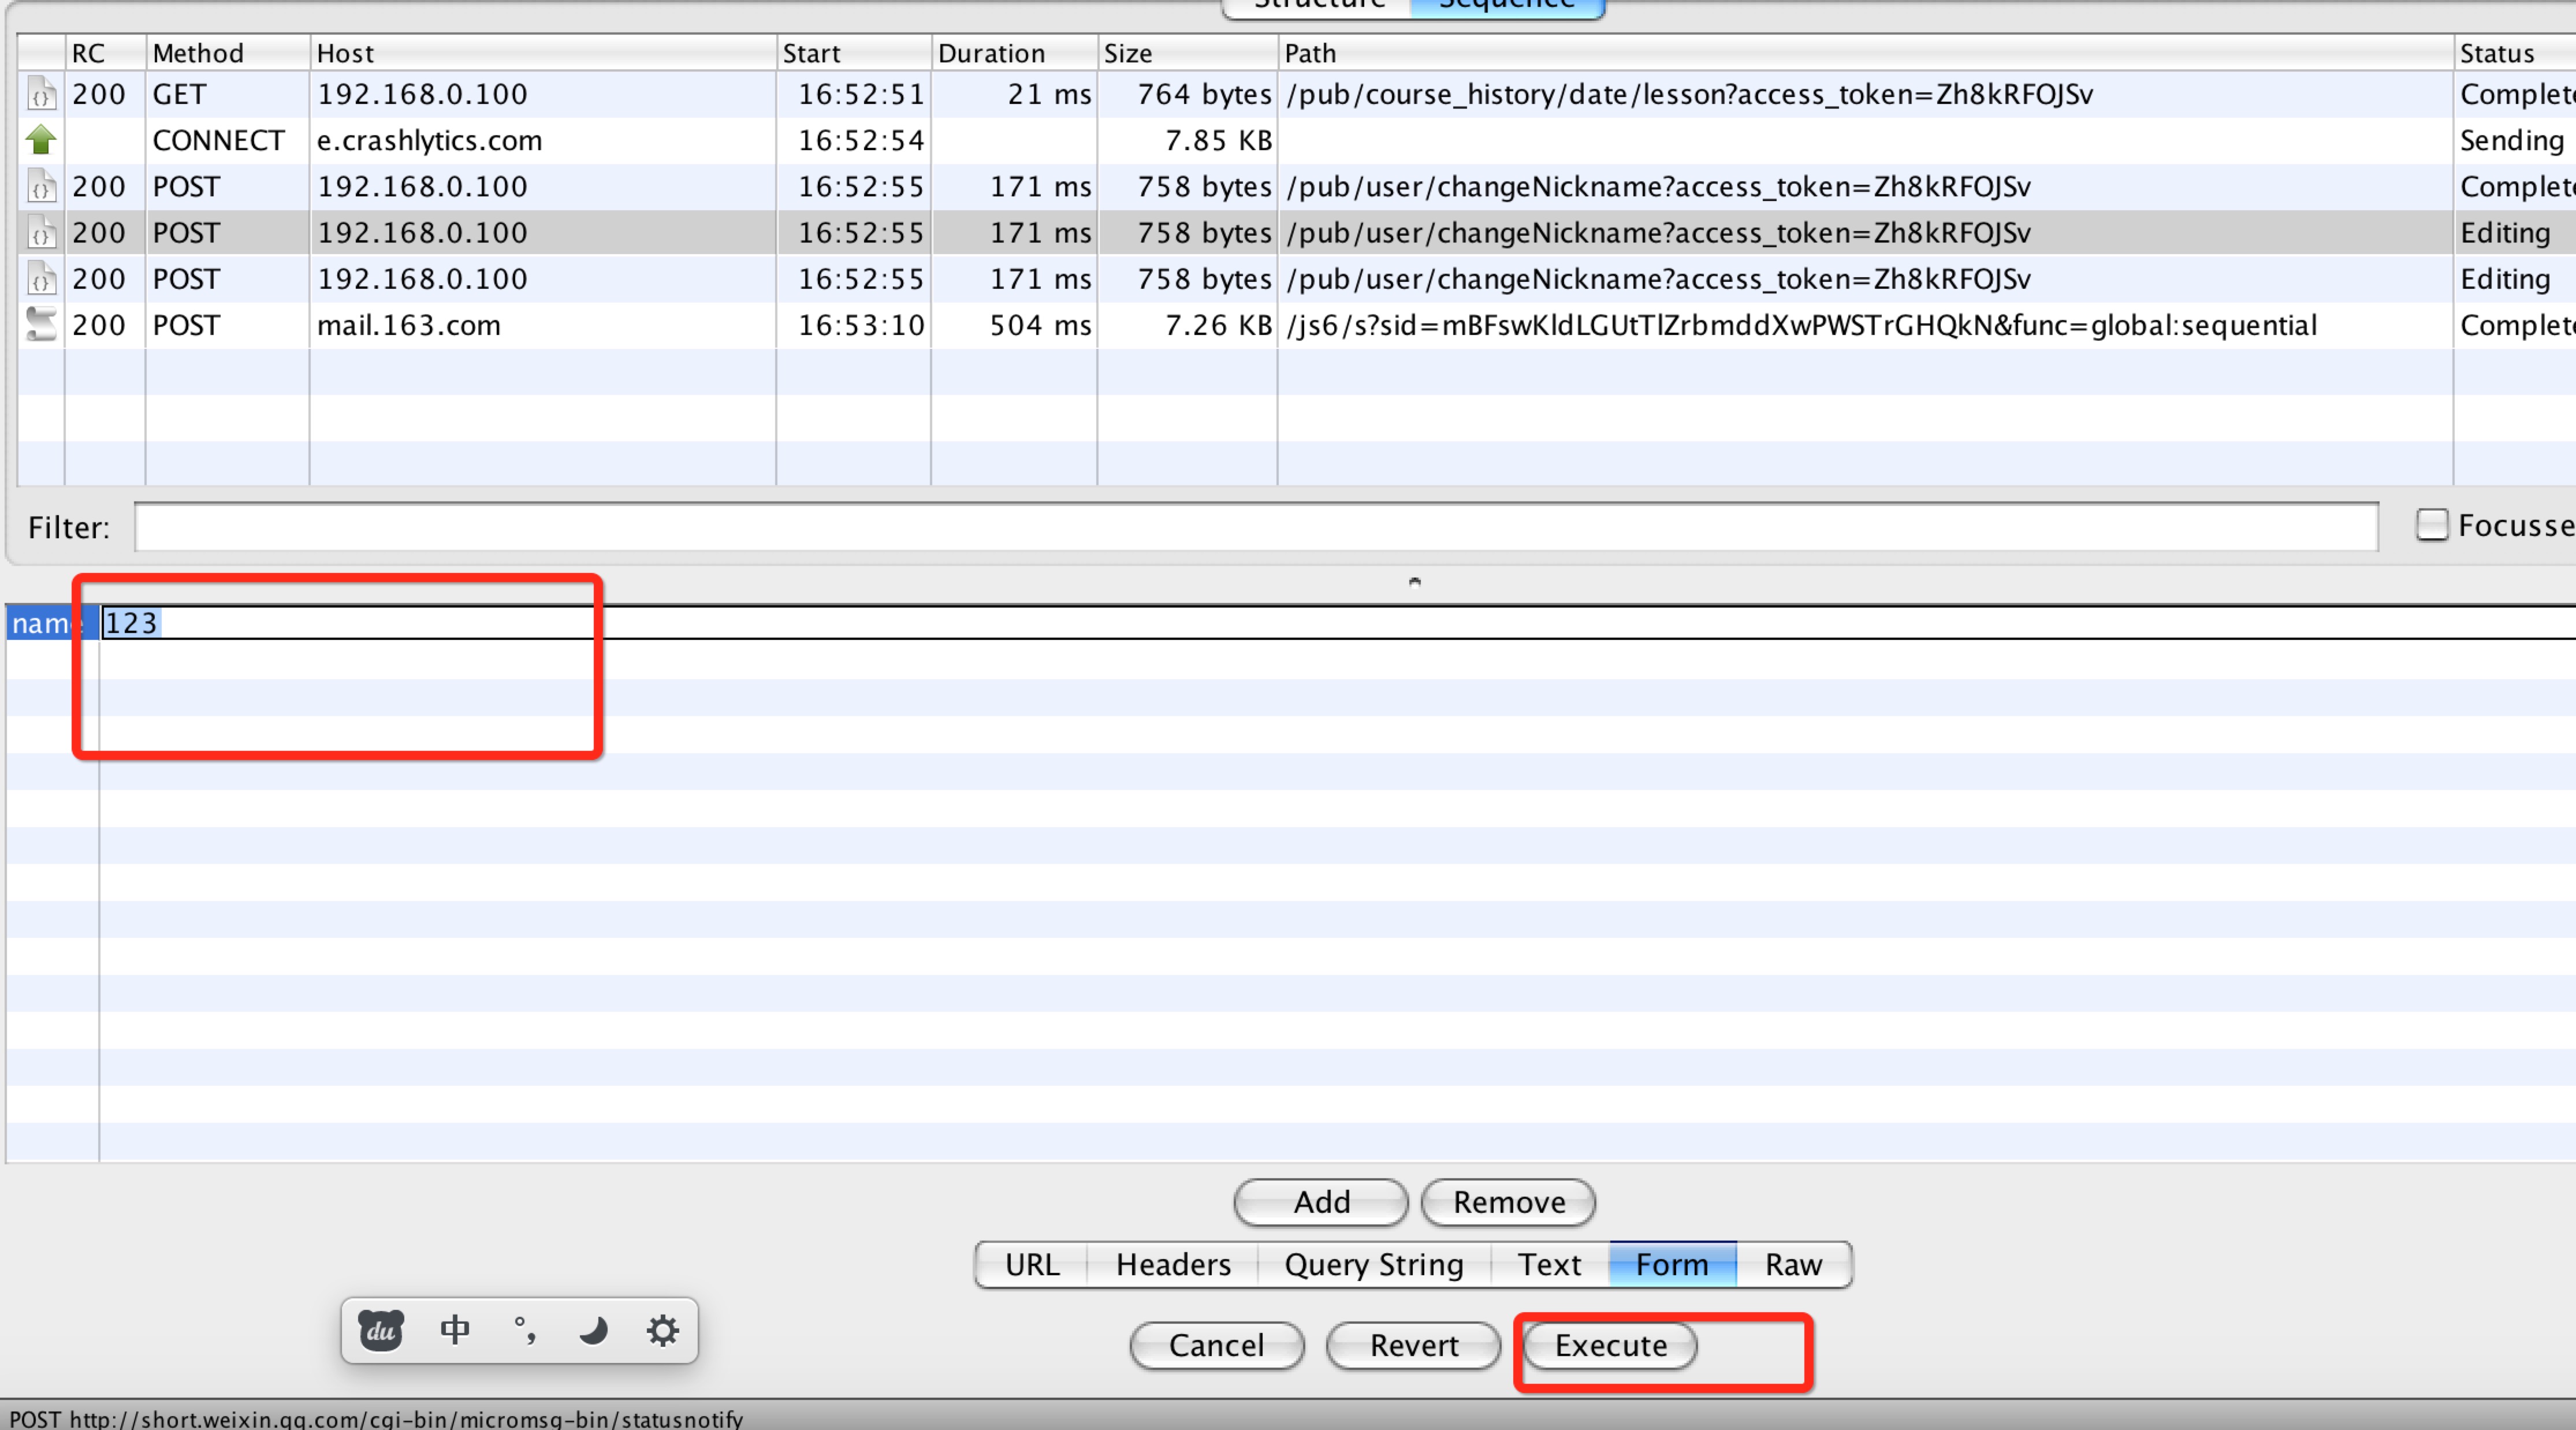 Structure Sequence
RC Method Host Start Duration Size Path Status
200 GET 192.168.0.100 16:52:51 21 ms 764 bytes /pub/course_history/date/lesson?access_token=Zh8kRFOJSv Complete
CONNECT e.crashlytics.com 16:52:54 7.85 KB Sending
200 POST 192.168.0.100 16:52:55 171 ms 758 bytes /pub/user/changeNickname?access_token=Zh8kRFOJSv Complete
200 POST 192.168.0.100 16:52:55 171 ms 758 bytes /pub/user/changeNickname?access_token=Zh8kRFOJSv Editing
200 POST 192.168.0.100 16:52:55 171 ms 758 bytes /pub/user/changeNickname?access_token=Zh8kRFOJSv Editing
200 POST mail.163.com 16:53:10 504 ms 7.26 KB /js6/s?sid=mBFswKldLGUtTlZrbmddXwPWSTrGHQkN&func=global:sequential Complete
Filter: Focusse
name 123
Add Remove
URL Headers Query String Text Form Raw
du 中 °,
Cancel Revert Execute
POST http://short.weixin.qq.com/cgi-bin/micromsg-bin/statusnotify